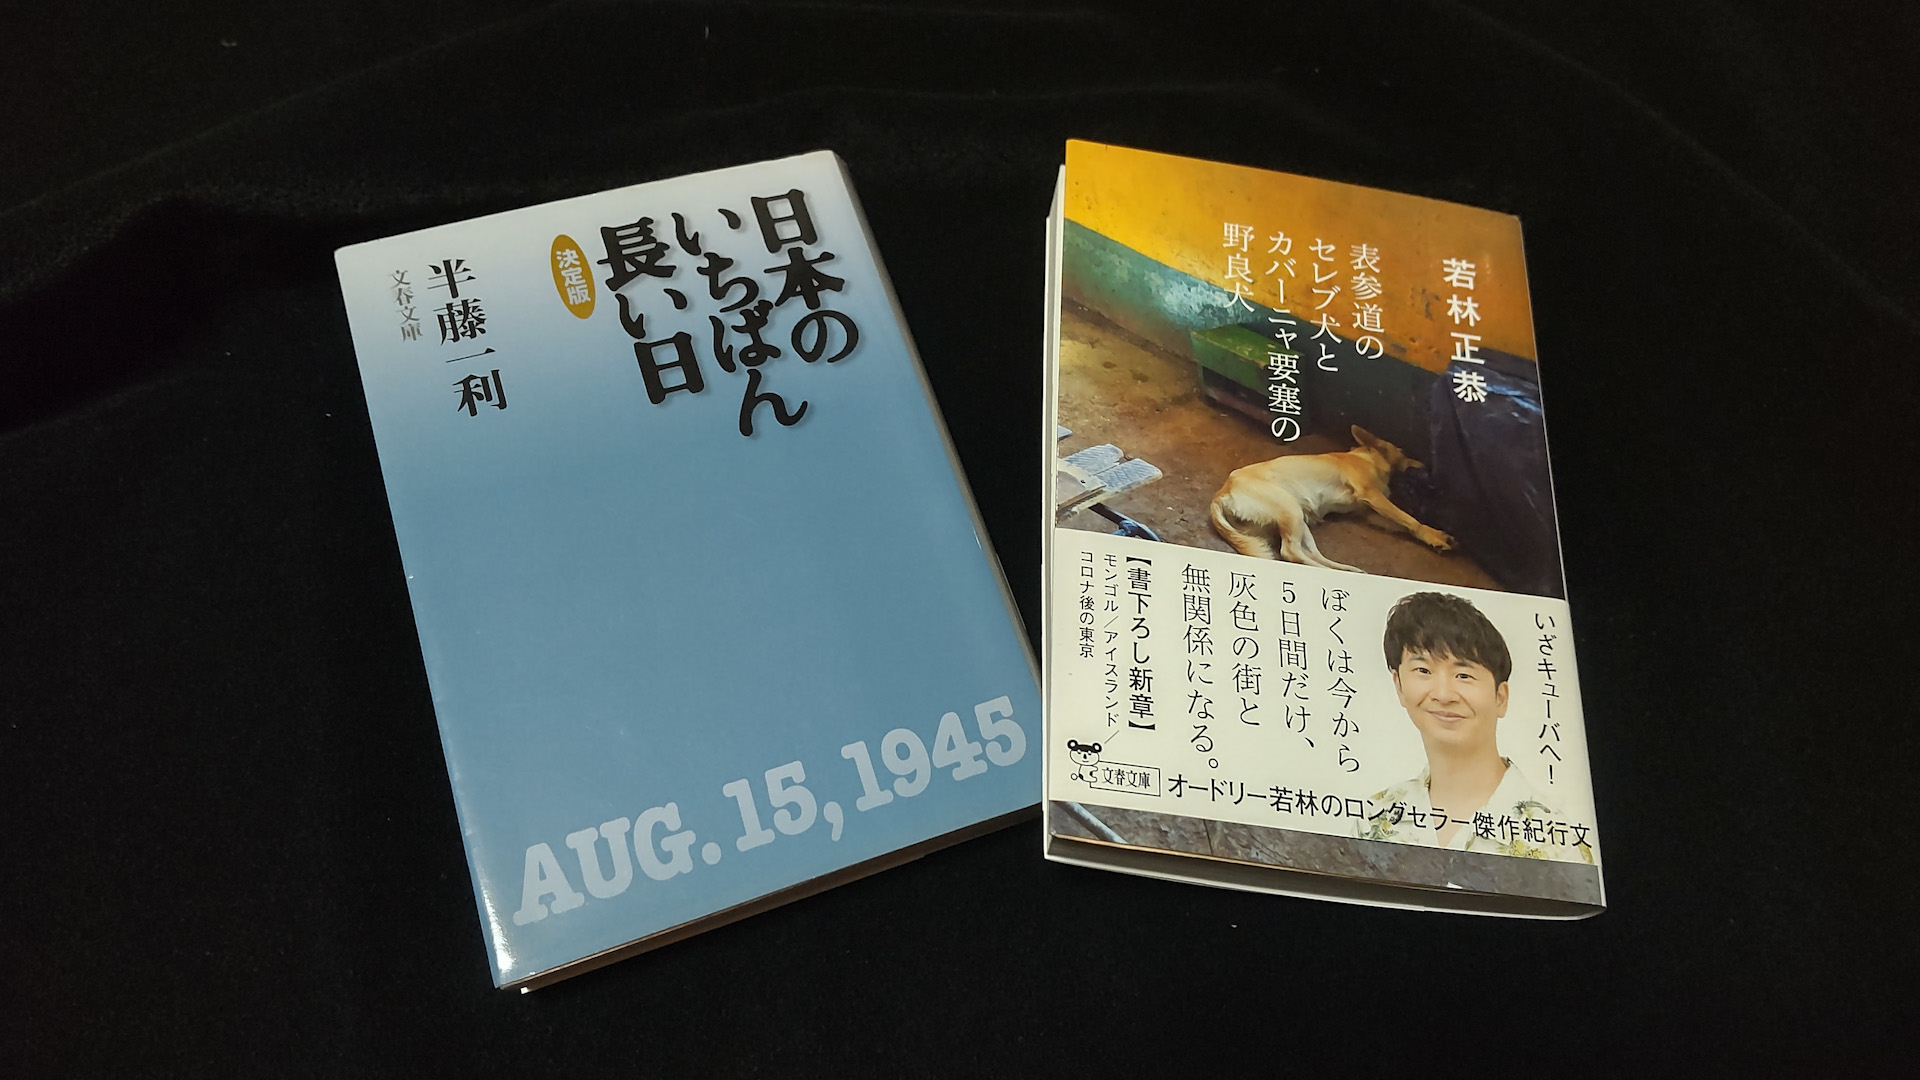 日本の
いちばん
長い日
決定版
半藤一利
文春文庫
AUG. 15, 1945
若林正恭
表参道の
セレブ犬と
カバーニャ要塞の
野良犬
いざキューバへ！
ぼくは今から
5日間だけ、
灰色の街と
無関係になる。
【書下ろし新章】
モンゴル／アイスランド／
コロナ後の東京
文春文庫
オードリー若林のロングセラー傑作紀行文